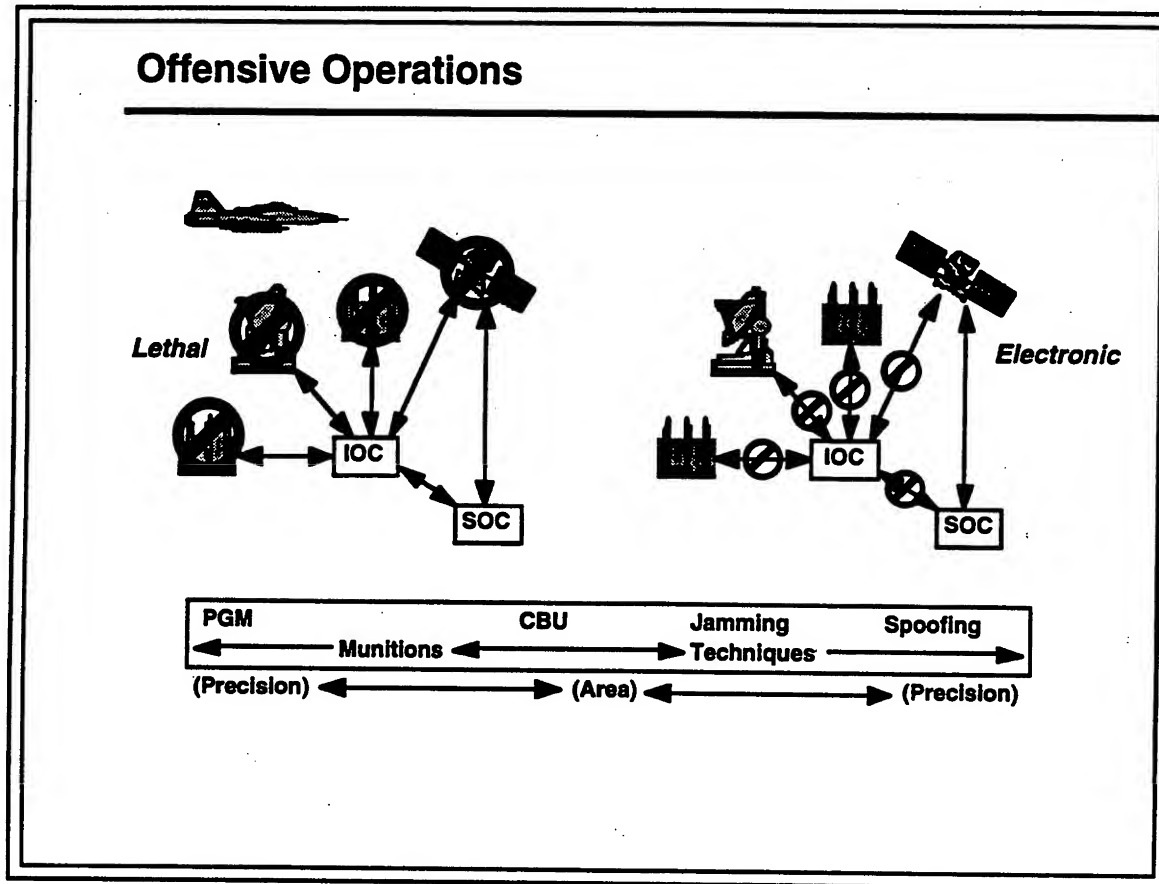 Offensive Operations
Lethal
Electronic
IOC
SOC
IOC
SOC
PGM CBU Jamming Spoofing
Munitions Techniques
(Precision) (Area) (Precision)